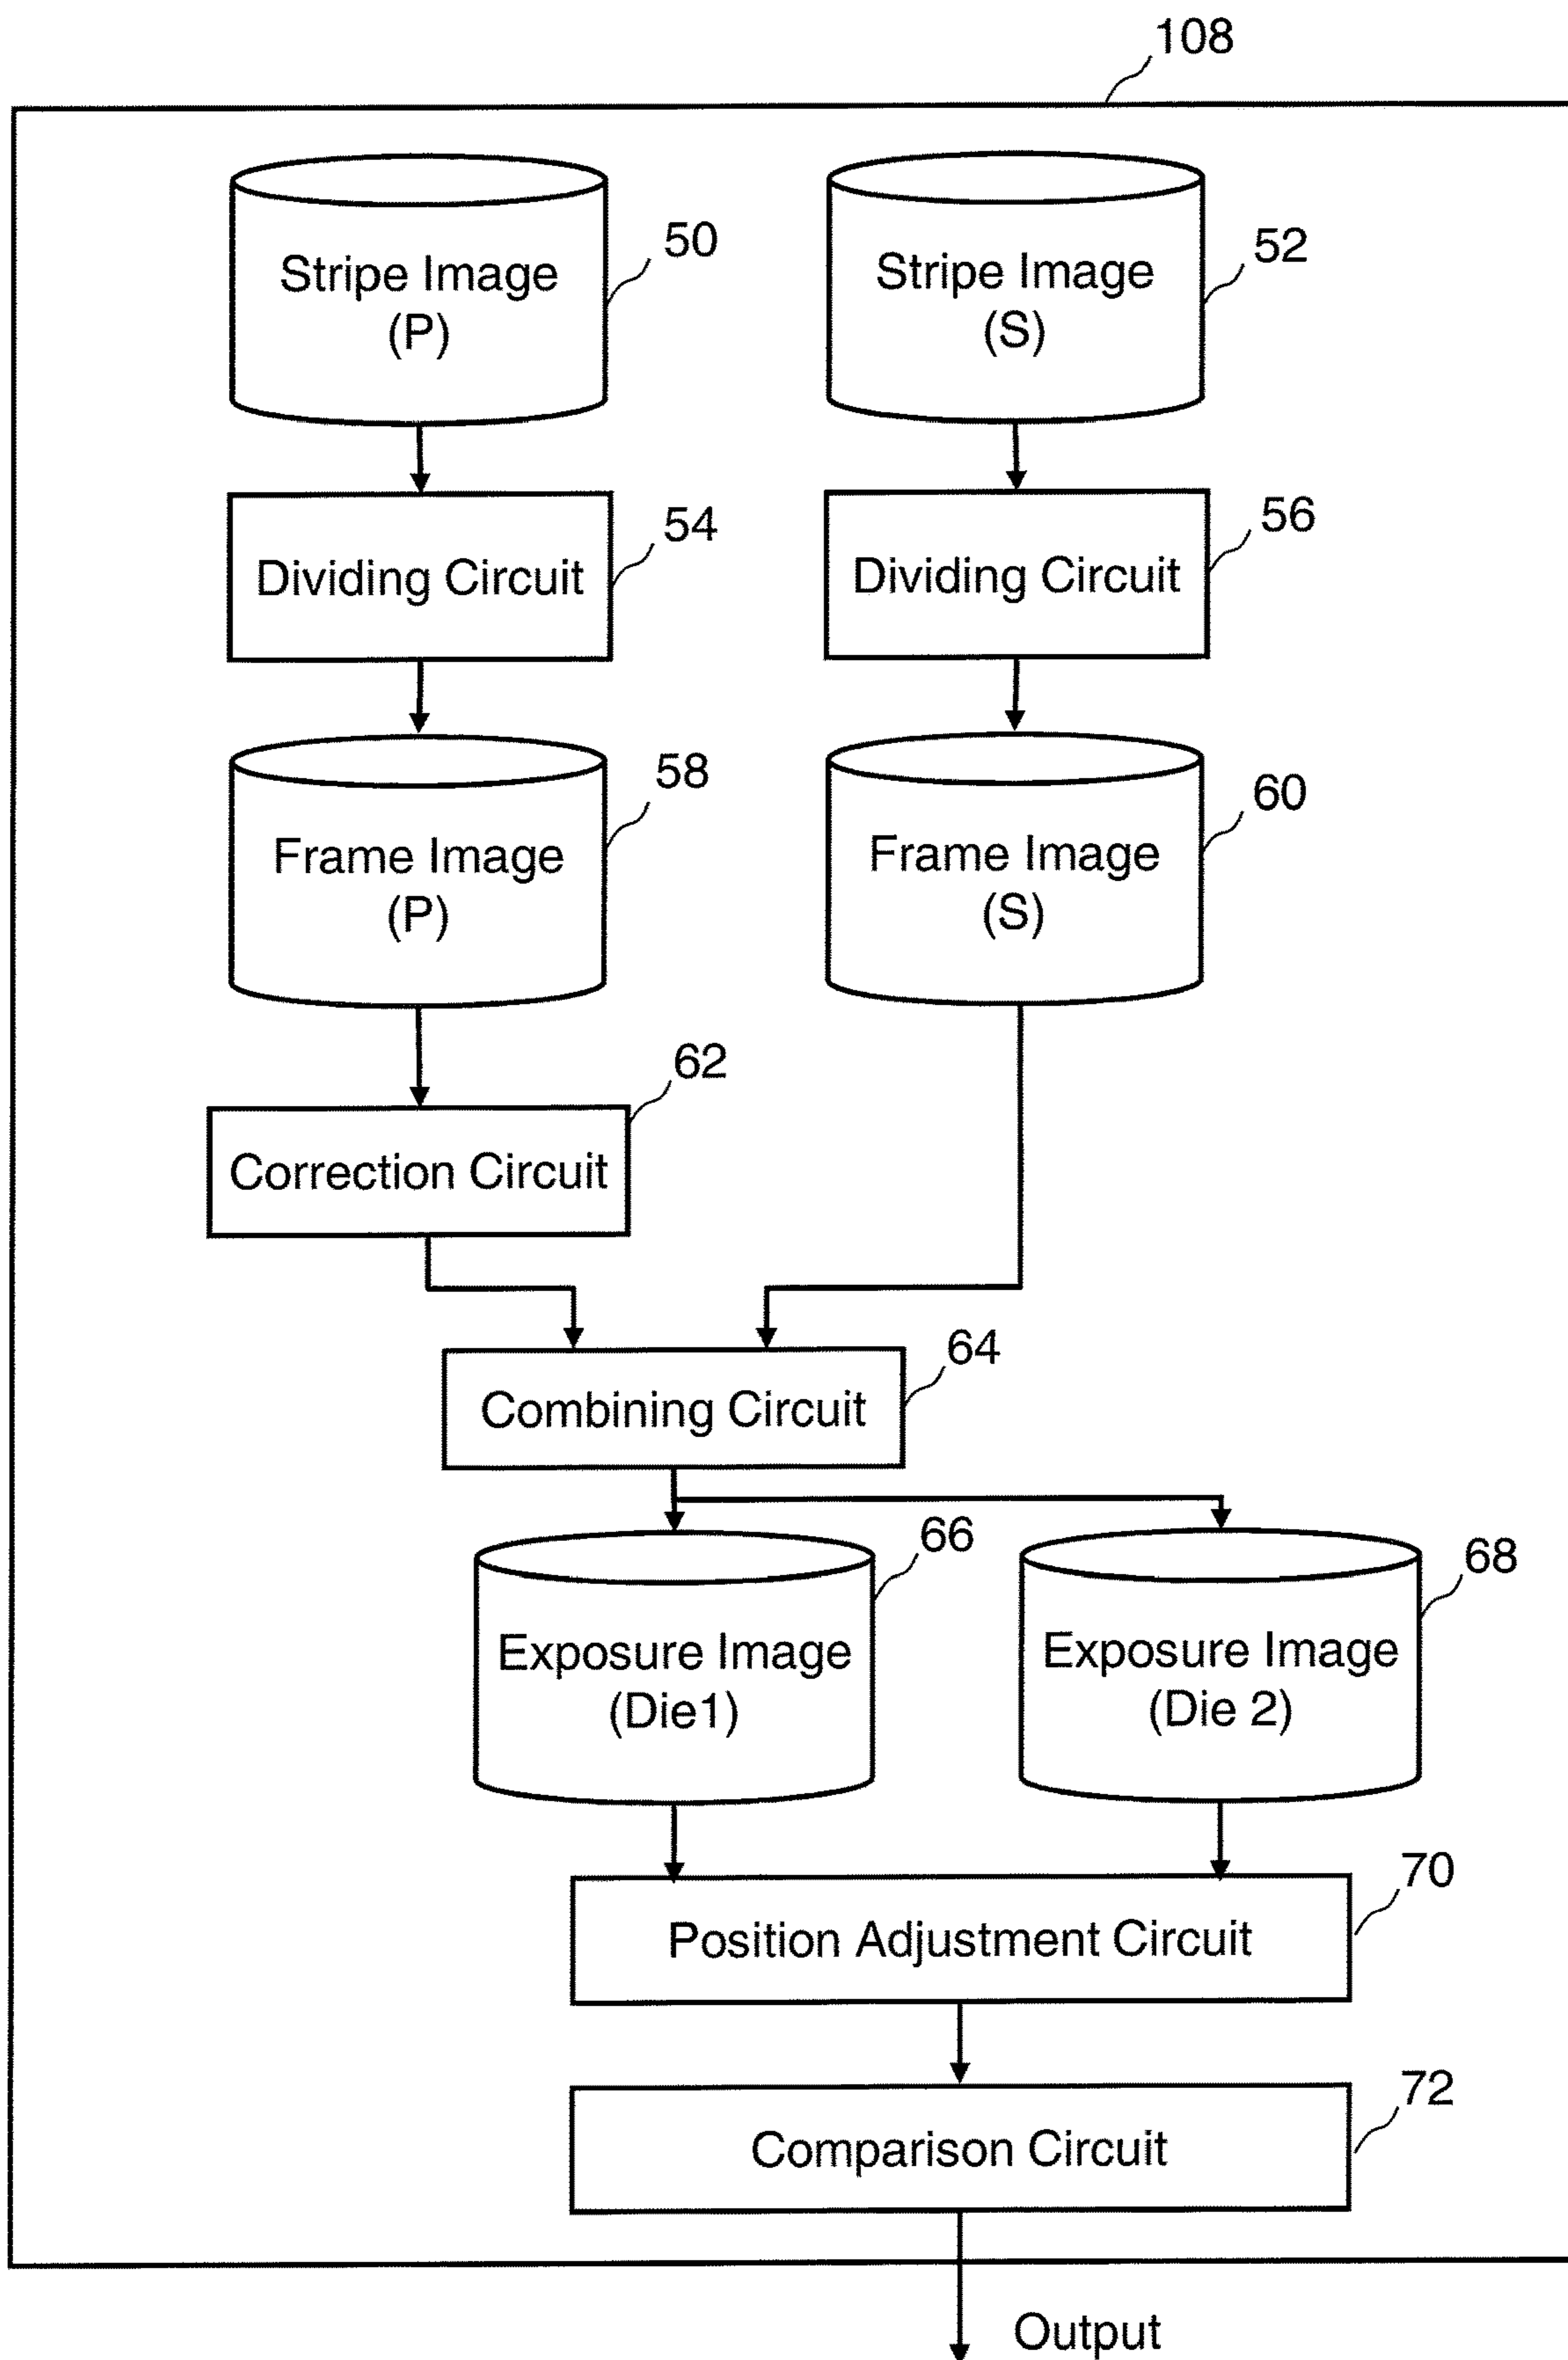 108
Stripe Image
(P)
50
Stripe Image
(S)
52
Dividing Circuit
54
Dividing Circuit
56
Frame Image
(P)
58
Frame Image
(S)
60
Correction Circuit
62
Combining Circuit
64
Exposure Image
(Die1)
66
Exposure Image
(Die 2)
68
Position Adjustment Circuit
70
Comparison Circuit
72
Output